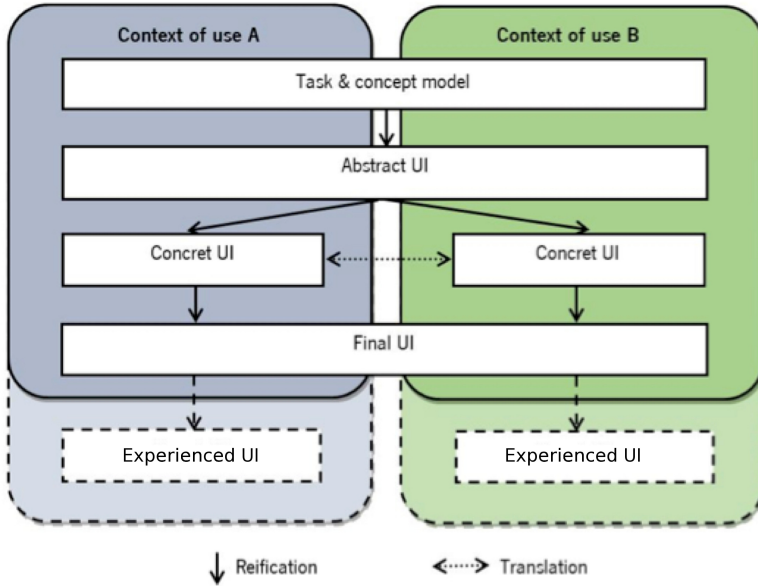 Context of use A
Context of use B
Task & concept model
Abstract UI
Concret UI
Concret UI
Final UI
Experienced UI
Experienced UI
Reification
Translation